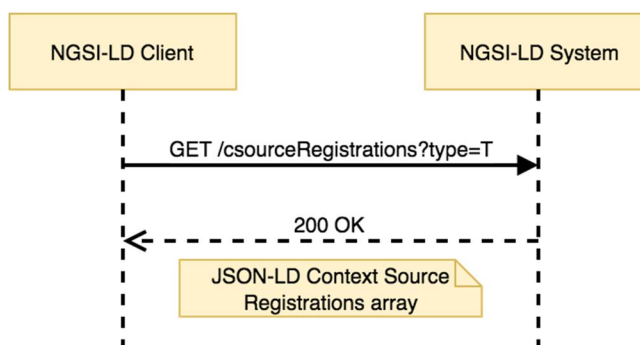 NGSI-LD Client
NGSI-LD System
GET /csourceRegistrations?type=T
200 OK
JSON-LD Context Source
Registrations array